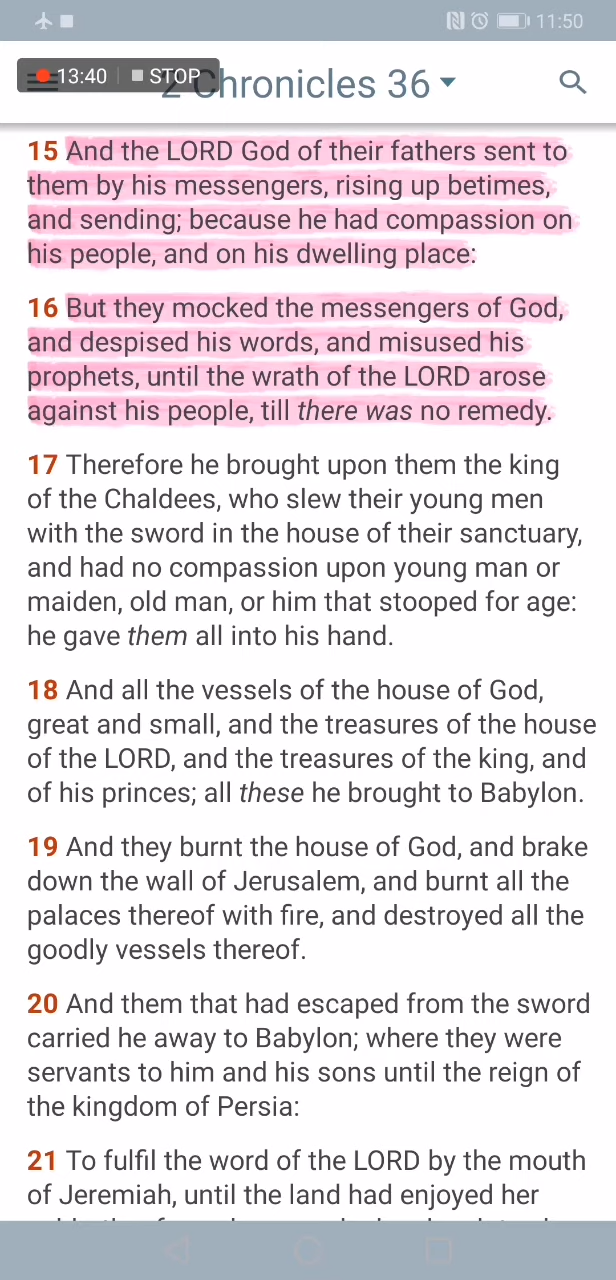 11:50
13:40 STOP
2 Chronicles 36
15 And the LORD God of their fathers sent to
them by his messengers, rising up betimes,
and sending; because he had compassion on
his people, and on his dwelling place:
16 But they mocked the messengers of God,
and despised his words, and misused his
prophets, until the wrath of the LORD arose
against his people, till there was no remedy.
17 Therefore he brought upon them the king
of the Chaldees, who slew their young men
with the sword in the house of their sanctuary,
and had no compassion upon young man or
maiden, old man, or him that stooped for age:
he gave them all into his hand.
18 And all the vessels of the house of God,
great and small, and the treasures of the house
of the LORD, and the treasures of the king, and
of his princes; all these he brought to Babylon.
19 And they burnt the house of God, and brake
down the wall of Jerusalem, and burnt all the
palaces thereof with fire, and destroyed all the
goodly vessels thereof.
20 And them that had escaped from the sword
carried he away to Babylon; where they were
servants to him and his sons until the reign of
the kingdom of Persia:
21 To fulfil the word of the LORD by the mouth
of Jeremiah, until the land had enjoyed her